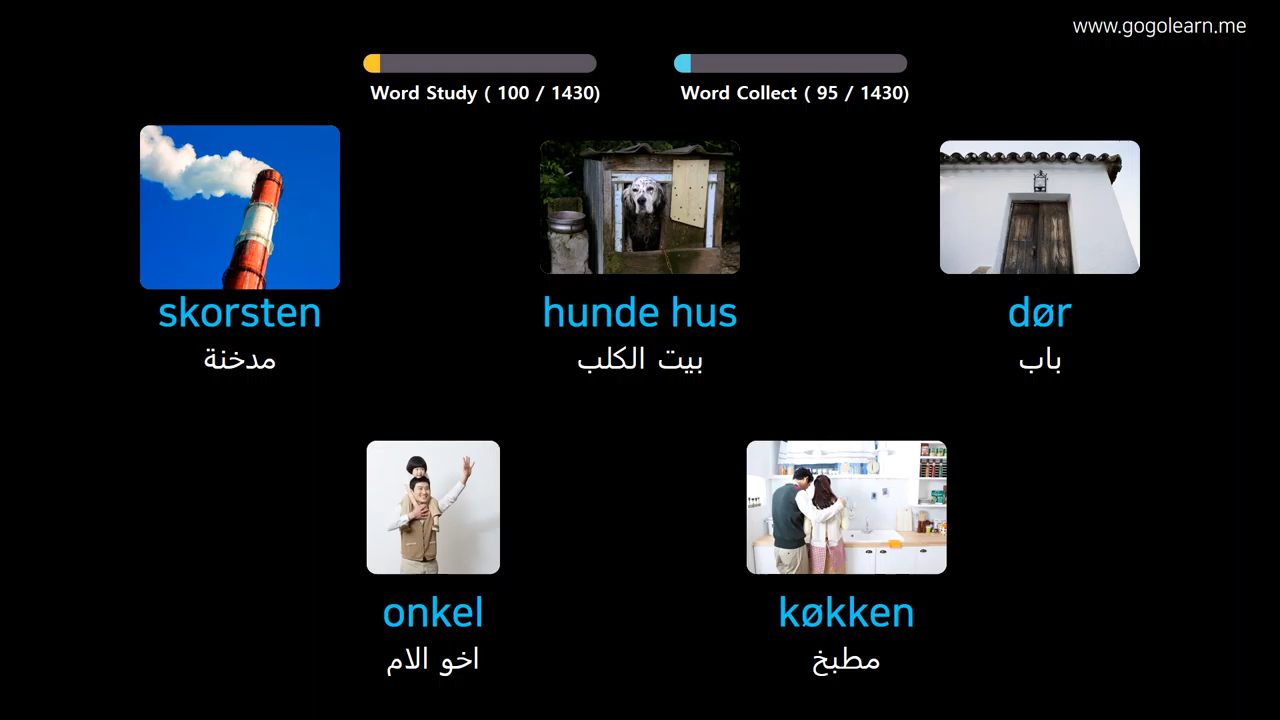 www.gogolearn.me
Word Study ( 100 / 1430)
Word Collect ( 95 / 1430)
skorsten
مدخنة
hunde hus
بيت الكلب
dør
باب
onkel
اخو الام
køkken
مطبخ